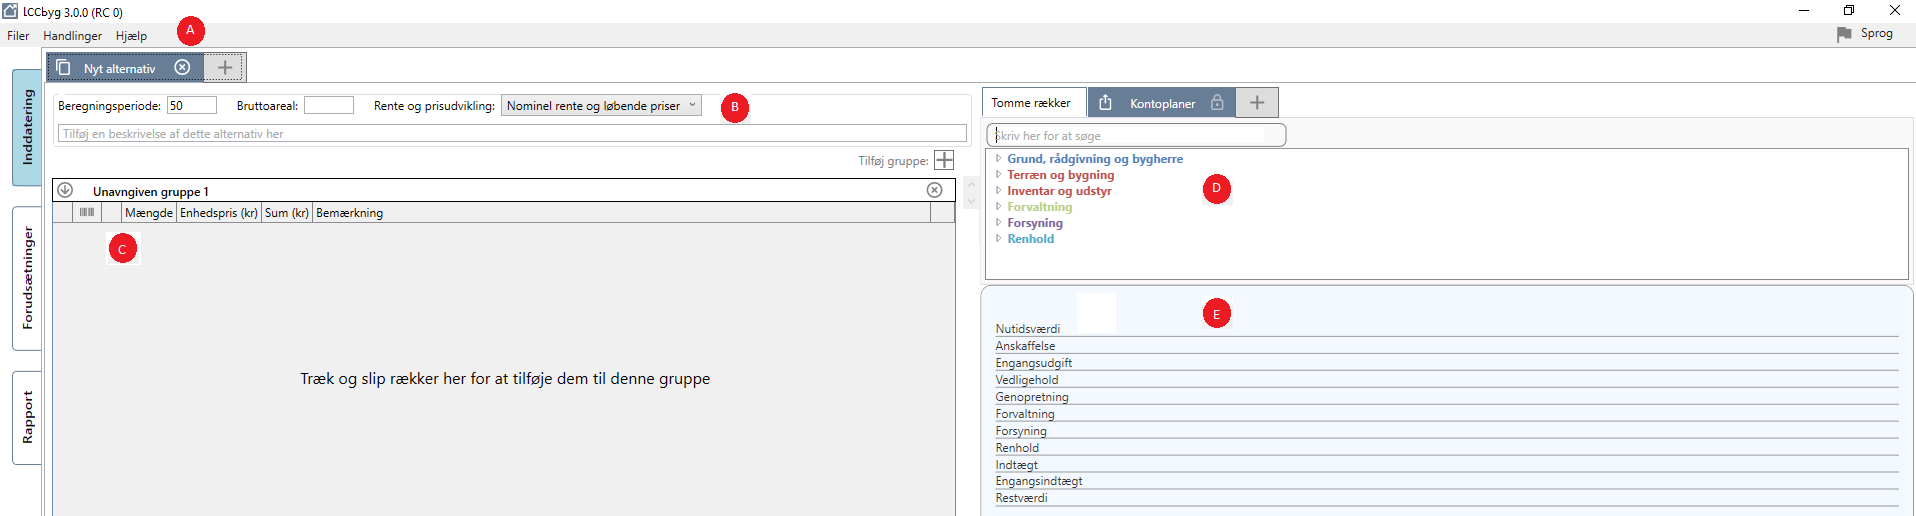 LCCbyg 3.0.0 (RC 0)
Filer Handlinger Hjælp A Sprog
Nyt alternativ
Inddatering
Forudsætninger
Rapport
Beregningsperiode: 50 Bruttoareal: Rente og prisudvikling: Nominel rente og løbende priser B
Tilføj en beskrivelse af dette alternativ her
Tilføj gruppe:
Unavngiven gruppe 1
Mængde Enhedspris (kr) Sum (kr) Bemærkning
C
Træk og slip rækker her for at tilføje dem til denne gruppe
Tomme rækker Kontoplaner
Skriv her for at søge
Grund, rådgivning og bygherre
Terræn og bygning
Inventar og udstyr
Forvaltning
Forsyning
Renhold
D
E
Nutidsværdi
Anskaffelse
Engangsudgift
Vedligehold
Genopretning
Forvaltning
Forsyning
Renhold
Indtægt
Engangsindtægt
Restværdi